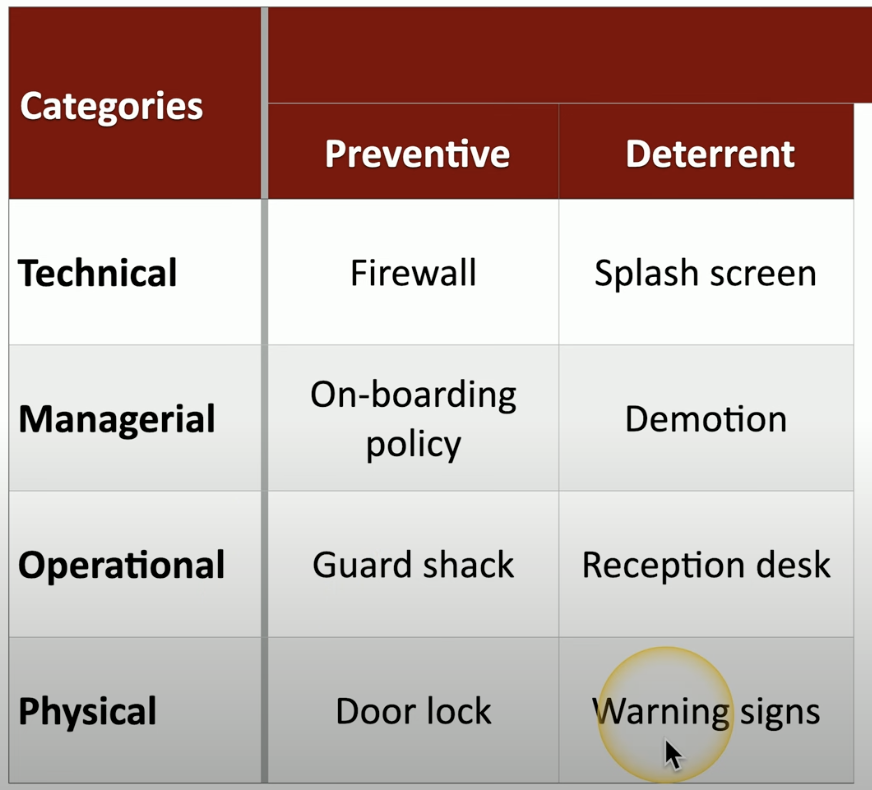 Categories
Preventive Deterrent
Technical Firewall Splash screen
Managerial On-boarding policy Demotion
Operational Guard shack Reception desk
Physical Door lock Warning signs